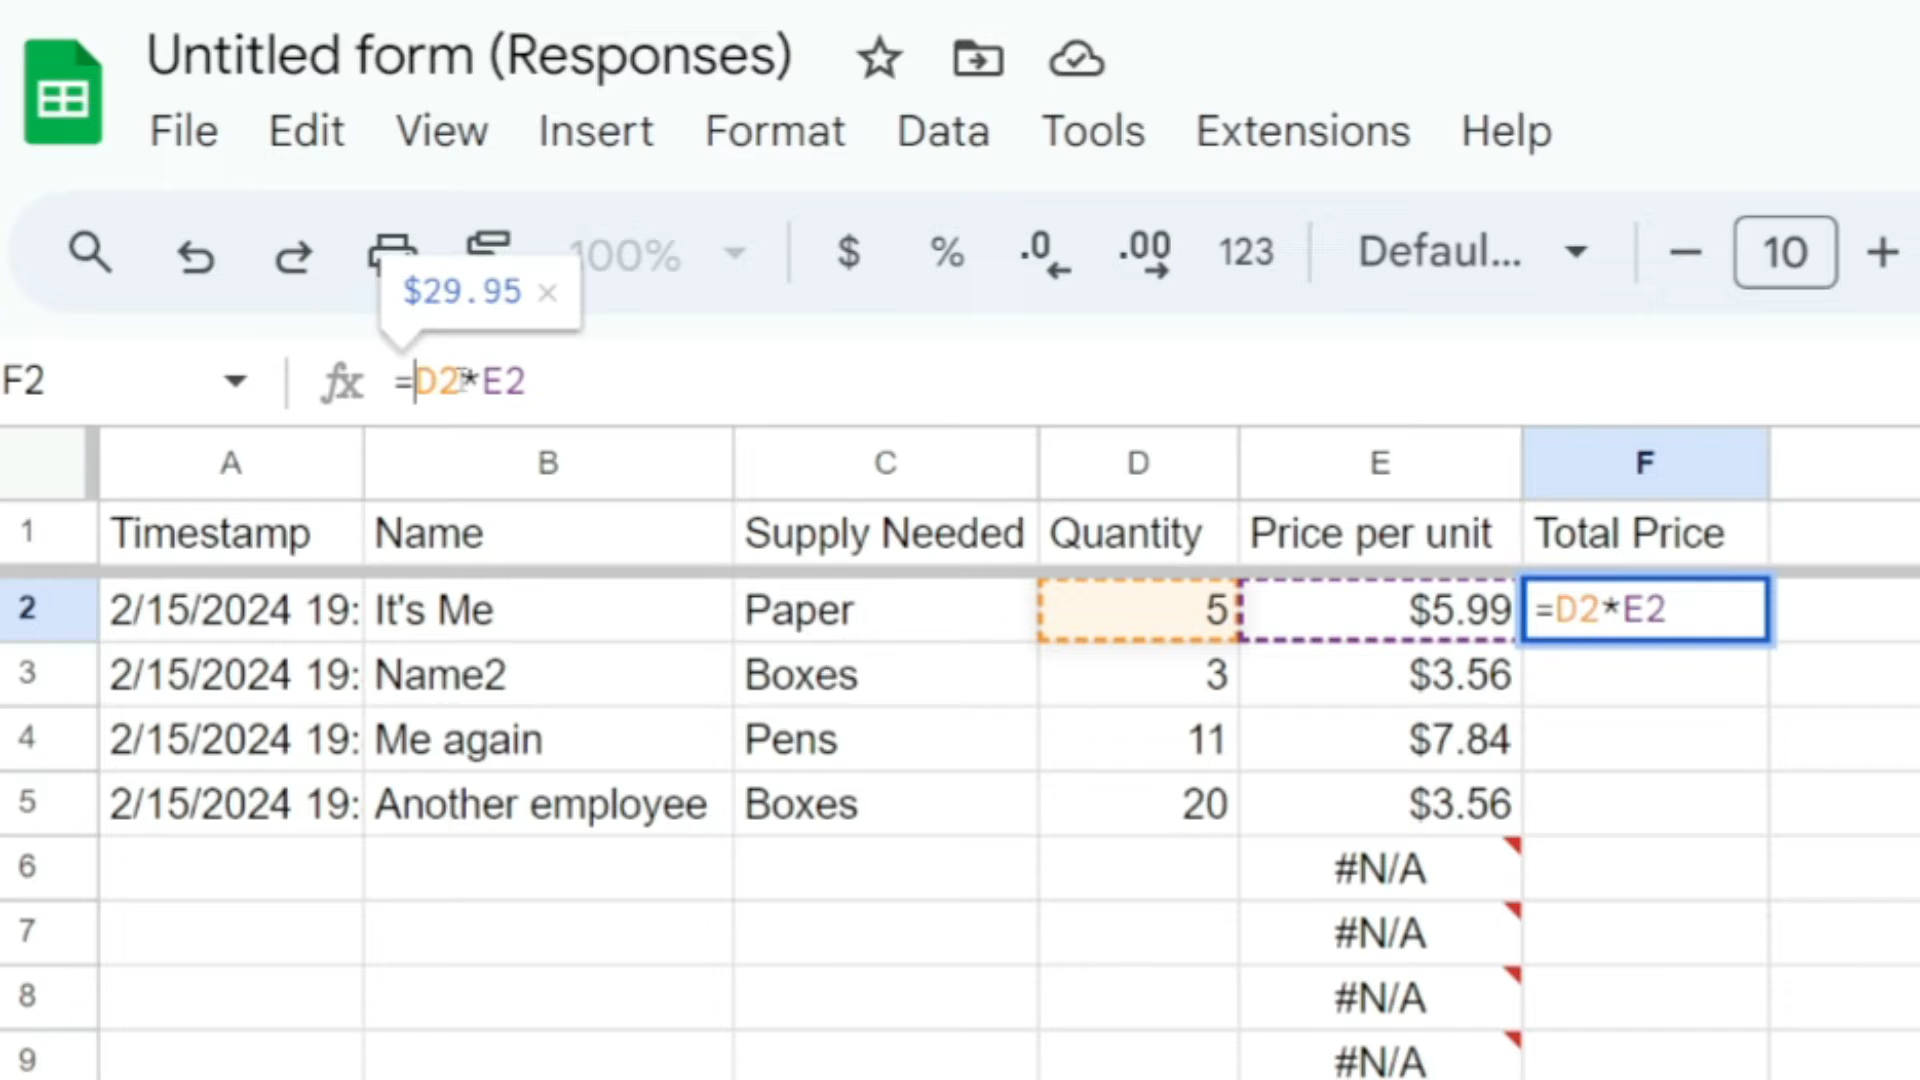 Untitled form (Responses)
File Edit View Insert Format Data Tools Extensions Help
100% $ % .0 .00 123 Defaul... 10
$29.95 ×
F2 fx =D2*E2
A B C D E F
1 Timestamp Name Supply Needed Quantity Price per unit Total Price
2 2/15/2024 19: It's Me Paper 5 $5.99 =D2*E2
3 2/15/2024 19: Name2 Boxes 3 $3.56
4 2/15/2024 19: Me again Pens 11 $7.84
5 2/15/2024 19: Another employee Boxes 20 $3.56
6 #N/A
7 #N/A
8 #N/A
9 #N/A